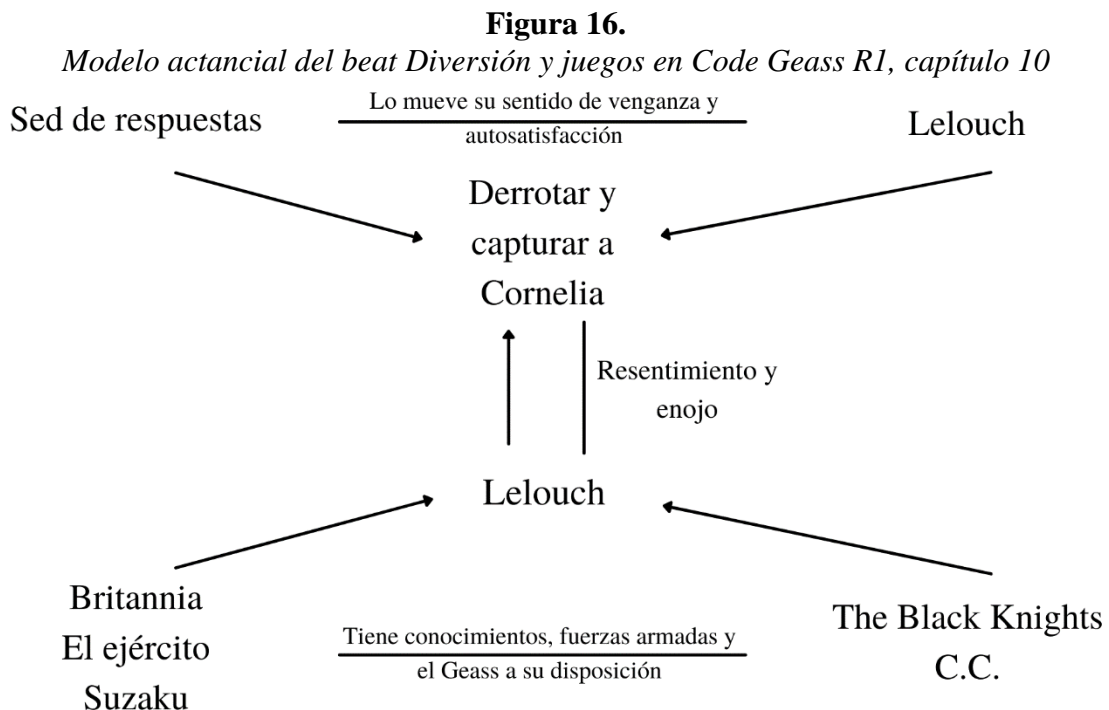 Figura 16.
Modelo actancial del beat Diversión y juegos en Code Geass R1, capítulo 10
Sed de respuestas
Lo mueve su sentido de venganza y
autosatisfacción
Lelouch
Derrotar y
capturar a
Cornelia
Resentimiento y
enojo
Lelouch
Britannia
El ejército
Suzaku
Tiene conocimientos, fuerzas armadas y
el Geass a su disposición
The Black Knights
C.C.